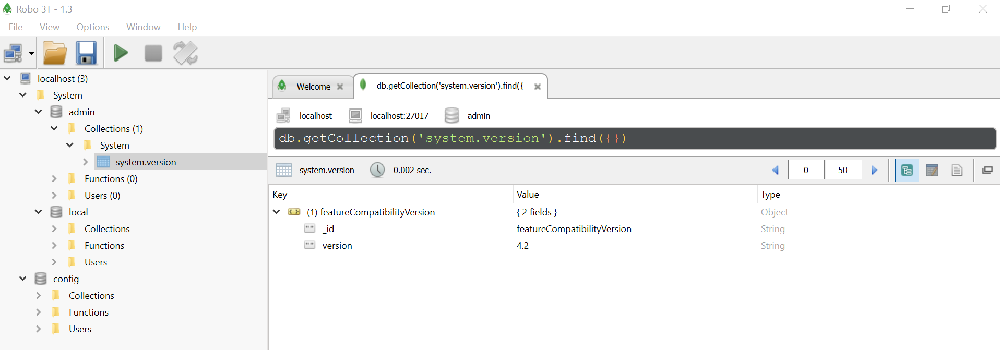 Robo 3T - 1.3
File View Options Window Help
localhost (3)
System
admin
Collections (1)
System
system.version
Functions (0)
Users (0)
local
Collections
Functions
Users
config
Collections
Functions
Users
Welcome db.getCollection('system.version').find({
localhost localhost:27017 admin
db.getCollection('system.version').find({})
system.version 0.002 sec. 0 50
Key Value Type
(1) featureCompatibilityVersion { 2 fields } Object
_id featureCompatibilityVersion String
version 4.2 String